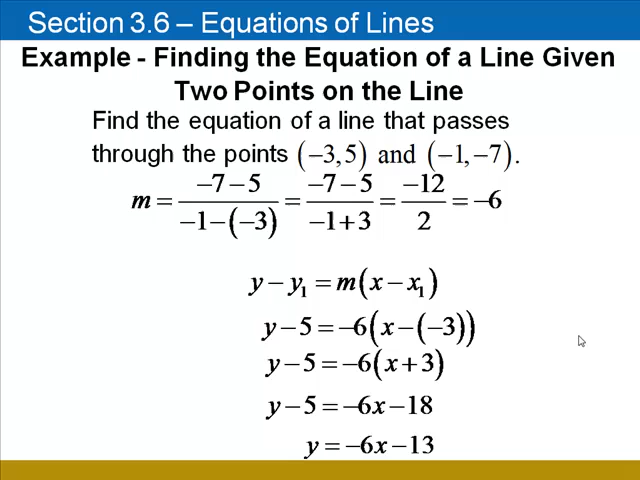 Section 3.6 – Equations of Lines
Example - Finding the Equation of a Line Given
Two Points on the Line
Find the equation of a line that passes
through the points (−3, 5) and (−1, −7).
m = (−7 − 5)/(−1 − (−3)) = (−7 − 5)/(−1 + 3) = −12/2 = −6
y − y₁ = m(x − x₁)
y − 5 = −6(x − (−3))
y − 5 = −6(x + 3)
y − 5 = −6x − 18
y = −6x − 13